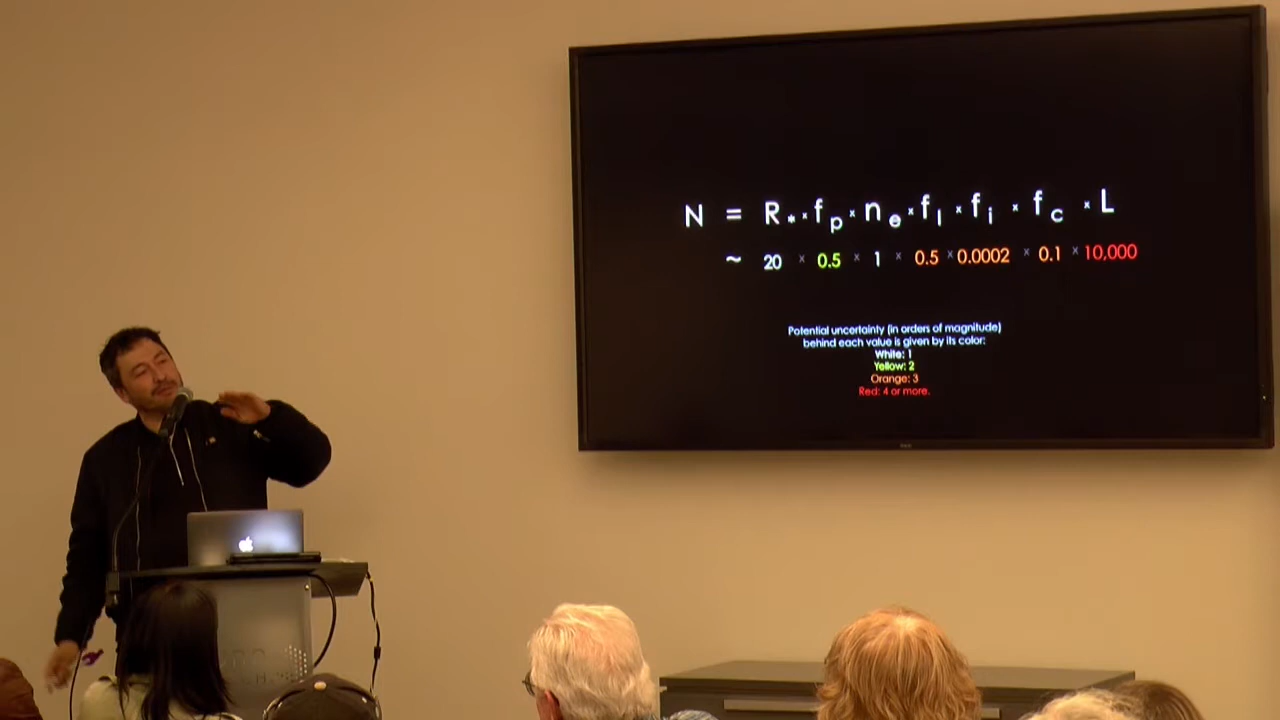 N = R* × fp × ne × fl × fi × fc × L
~ 20 × 0.5 × 1 × 0.5 × 0.0002 × 0.1 × 10,000
Potential uncertainty (in orders of magnitude)
behind each value is given by its color:
White: 1
Yellow: 2
Orange: 3
Red: 4 or more.